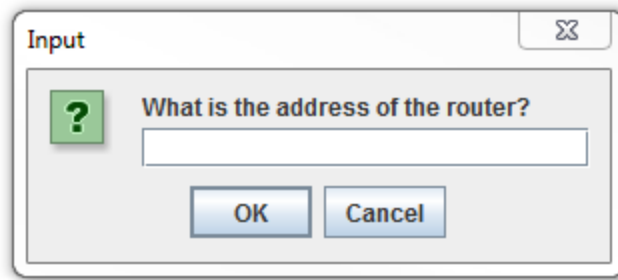 Input
?
What is the address of the router?
OK
Cancel